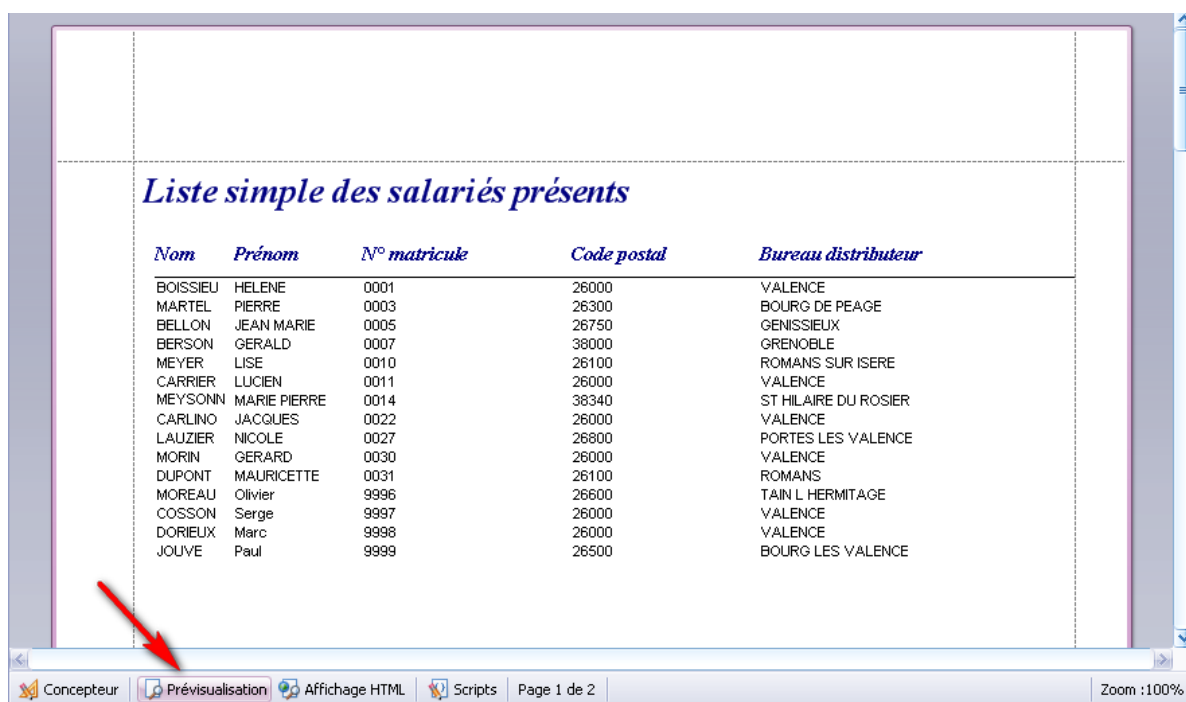 Liste simple des salariés présents
Nom Prénom N° matricule Code postal Bureau distributeur
BOISSIEU HELENE 0001 26000 VALENCE
MARTEL PIERRE 0003 26300 BOURG DE PEAGE
BELLON JEAN MARIE 0005 26750 GENISSIEUX
BERSON GERALD 0007 38000 GRENOBLE
MEYER LISE 0010 26100 ROMANS SUR ISERE
CARRIER LUCIEN 0011 26000 VALENCE
MEYSONN MARIE PIERRE 0014 38340 ST HILAIRE DU ROSIER
CARLINO JACQUES 0022 26000 VALENCE
LAUZIER NICOLE 0027 26800 PORTES LES VALENCE
MORIN GERARD 0030 26000 VALENCE
DUPONT MAURICETTE 0031 26100 ROMANS
MOREAU Olivier 9996 26600 TAIN L HERMITAGE
COSSON Serge 9997 26000 VALENCE
DORIEUX Marc 9998 26000 VALENCE
JOUVE Paul 9999 26500 BOURG LES VALENCE
Concepteur Prévisualisation Affichage HTML Scripts Page 1 de 2 Zoom :100%